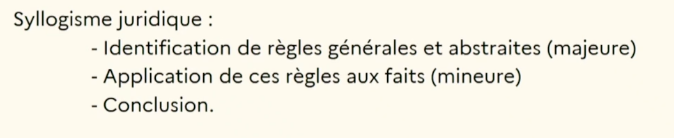 Syllogisme juridique :
- Identification de règles générales et abstraites (majeure)
- Application de ces règles aux faits (mineure)
- Conclusion.